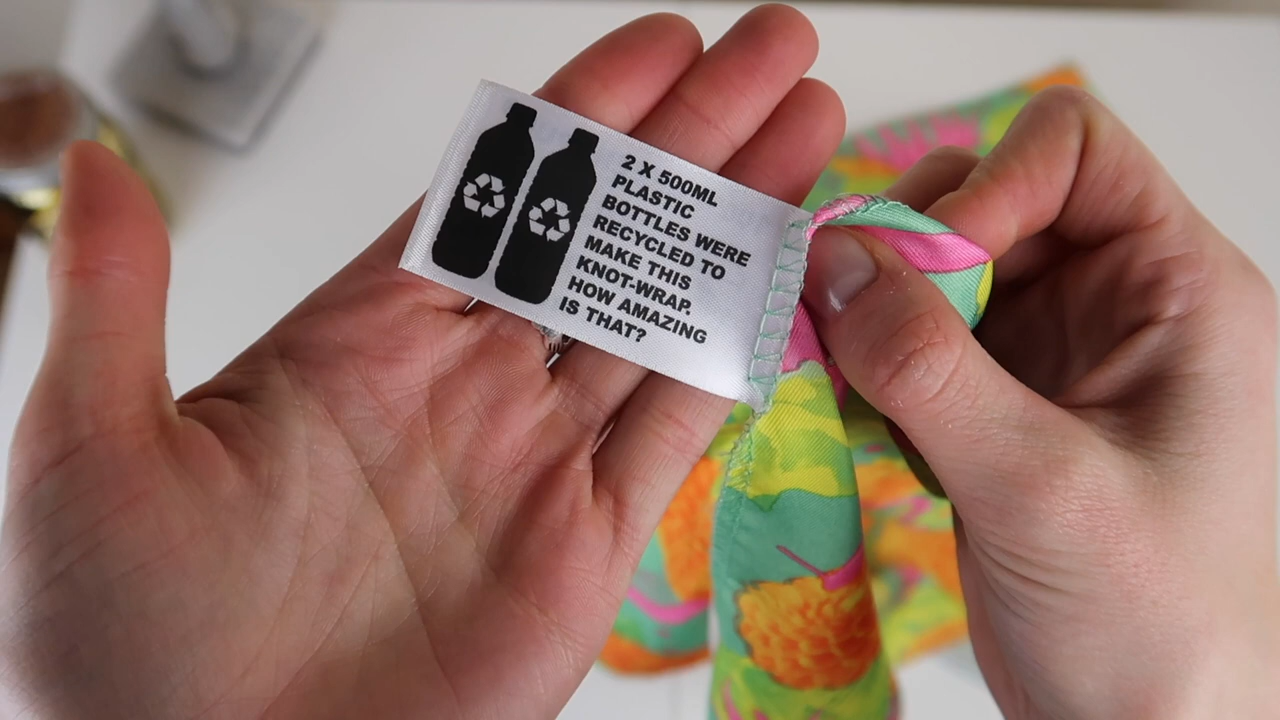 2 X 500ML
PLASTIC
BOTTLES WERE
RECYCLED TO
MAKE THIS
KNOT-WRAP.
HOW AMAZING
IS THAT?